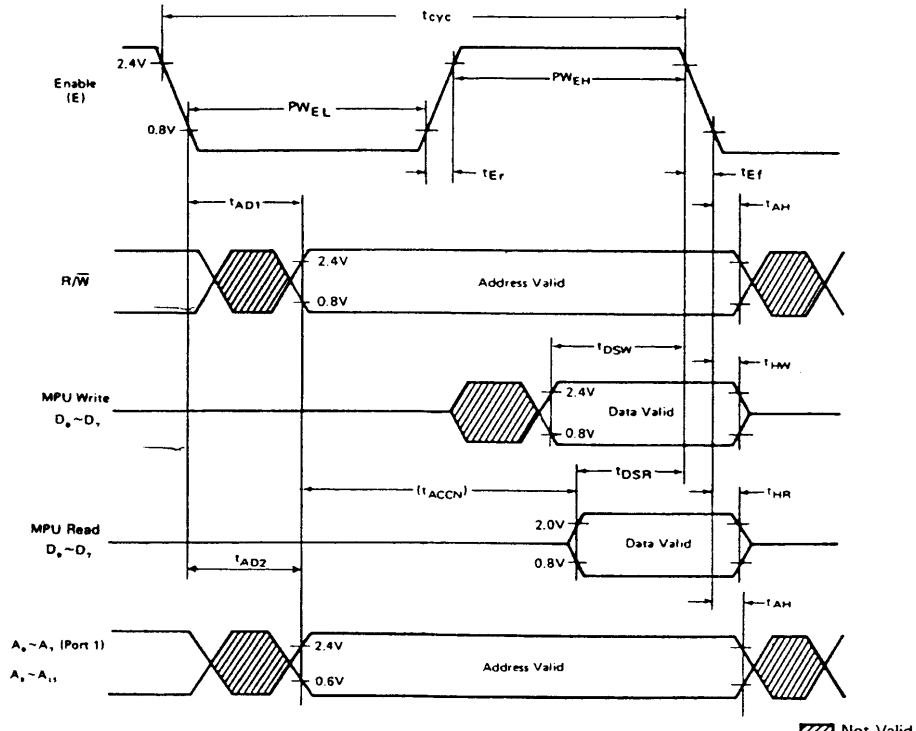 tcyc
2.4V
Enable
(E)
PWEH
PWEL
0.8V
tEr
tEf
tAD1
tAH
R/W̅
2.4V
Address Valid
0.8V
tDSW
tHW
MPU Write
D₀~D₇
2.4V
Data Valid
0.8V
tDSR
(tACCN)
tHR
MPU Read
D₀~D₇
2.0V
Data Valid
0.8V
tAD2
tAH
A₀~A₇ (Port 1)
2.4V
Address Valid
A₈~A₁₅
0.6V
Not Valid